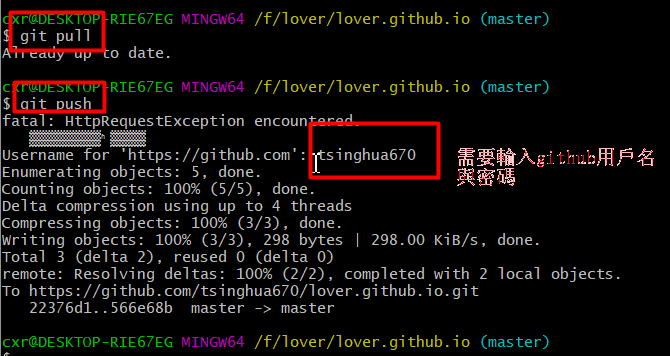 cxr@DESKTOP-RIE67EG MINGW64 /f/lover/lover.github.io (master)
$ git pull
Already up to date.
cxr@DESKTOP-RIE67EG MINGW64 /f/lover/lover.github.io (master)
$ git push
fatal: HttpRequestException encountered.
Username for 'https://github.com': tsinghua670
需要輸入github用戶名
與密碼
Enumerating objects: 5, done.
Counting objects: 100% (5/5), done.
Delta compression using up to 4 threads
Compressing objects: 100% (3/3), done.
Writing objects: 100% (3/3), 298 bytes | 298.00 KiB/s, done.
Total 3 (delta 2), reused 0 (delta 0)
remote: Resolving deltas: 100% (2/2), completed with 2 local objects.
To https://github.com/tsinghua670/lover.github.io.git
22376d1..566e68b  master -> master
cxr@DESKTOP-RIE67EG MINGW64 /f/lover/lover.github.io (master)
$